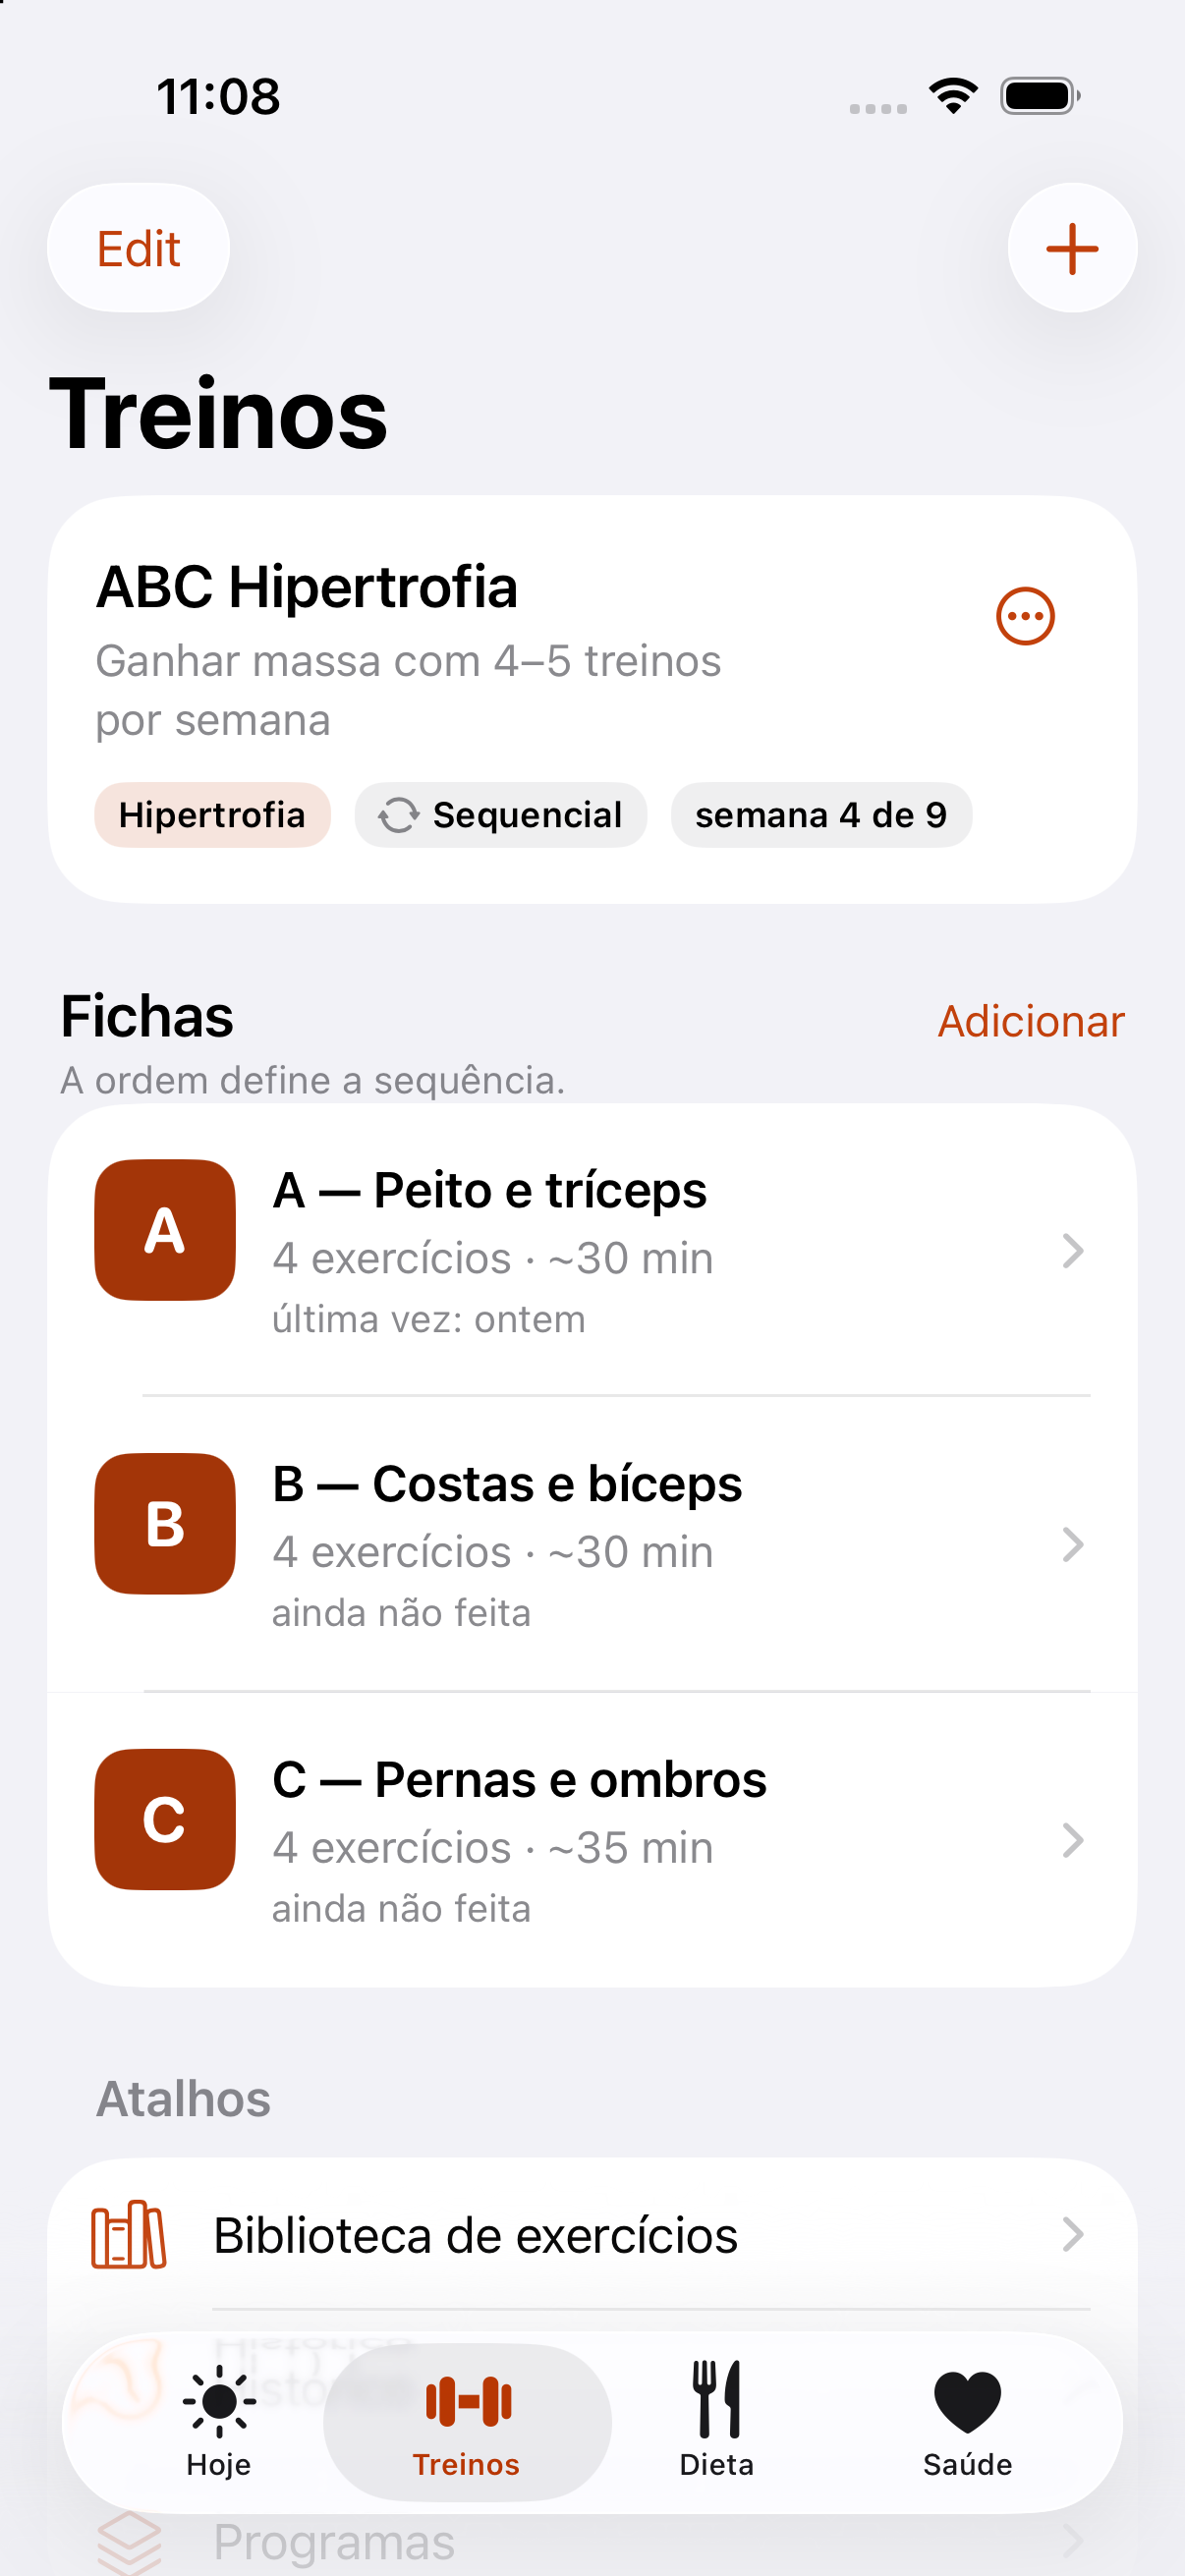 11:08
Edit
Treinos
ABC Hipertrofia
Ganhar massa com 4–5 treinos
por semana
Hipertrofia
Sequencial
semana 4 de 9
Fichas
Adicionar
A ordem define a sequência.
A
A — Peito e tríceps
4 exercícios · ~30 min
última vez: ontem
B
B — Costas e bíceps
4 exercícios · ~30 min
ainda não feita
C
C — Pernas e ombros
4 exercícios · ~35 min
ainda não feita
Atalhos
Biblioteca de exercícios
Hoje
Treinos
Dieta
Saúde
Programas